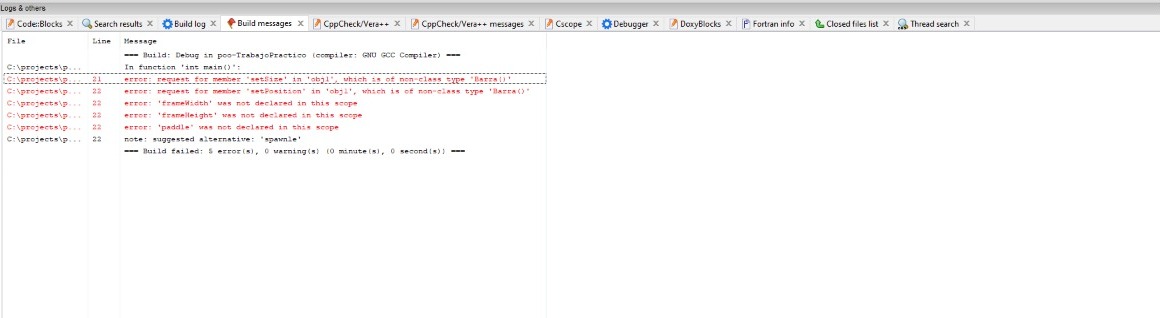 Logs & others
Code::Blocks Search results Build log Build messages CppCheck/Vera++ CppCheck/Vera++ messages Cscope Debugger DoxyBlocks Fortran info Closed files list Thread search
File Line Message
=== Build: Debug in poo-TrabajoPractico (compiler: GNU GCC Compiler) ===
C:\projects\p... In function 'int main()':
C:\projects\p... 21 error: request for member 'setSize' in 'obj1', which is of non-class type 'Barra()'
C:\projects\p... 22 error: request for member 'setPosition' in 'obj1', which is of non-class type 'Barra()'
C:\projects\p... 22 error: 'frameWidth' was not declared in this scope
C:\projects\p... 22 error: 'frameHeight' was not declared in this scope
C:\projects\p... 22 error: 'paddle' was not declared in this scope
C:\projects\p... 22 note: suggested alternative: 'spawnle'
=== Build failed: 5 error(s), 0 warning(s) (0 minute(s), 0 second(s)) ===